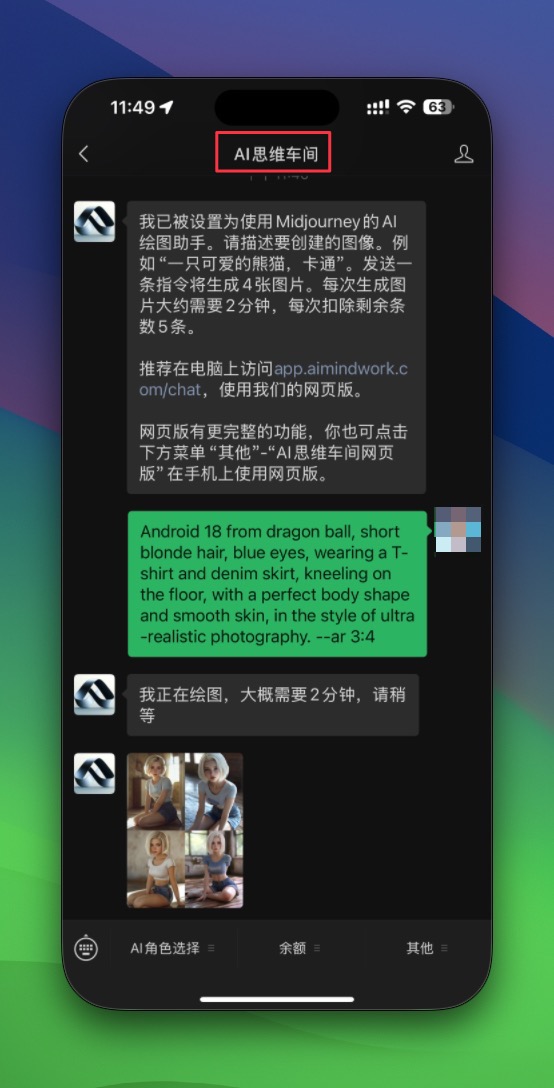 11:49
63
AI思维车间
我已被设置为使用Midjourney的AI
绘图助手。请描述要创建的图像。例
如“一只可爱的熊猫，卡通”。发送一
条指令将生成4张图片。每次生成图
片大约需要2分钟，每次扣除剩余条
数5条。
推荐在电脑上访问app.aimindwork.c
om/chat，使用我们的网页版。
网页版有更完整的功能，你也可点击
下方菜单“其他”-“AI思维车间网页
版”在手机上使用网页版。
Android 18 from dragon ball, short
blonde hair, blue eyes, wearing a T-
shirt and denim skirt, kneeling on
the floor, with a perfect body shape
and smooth skin, in the style of ultra
-realistic photography. --ar 3:4
我正在绘图，大概需要2分钟，请稍
等
AI角色选择
余额
其他